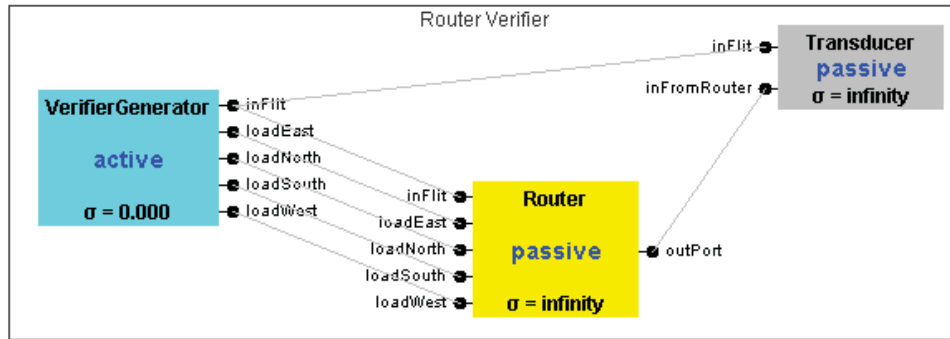 Router Verifier
inFlit
Transducer
passive
inFromRouter
σ = infinity
VerifierGenerator
active
σ = 0.000
inFlit
loadEast
loadNorth
loadSouth
loadWest
inFlit
loadEast
loadNorth
loadSouth
loadWest
Router
passive
σ = infinity
outPort